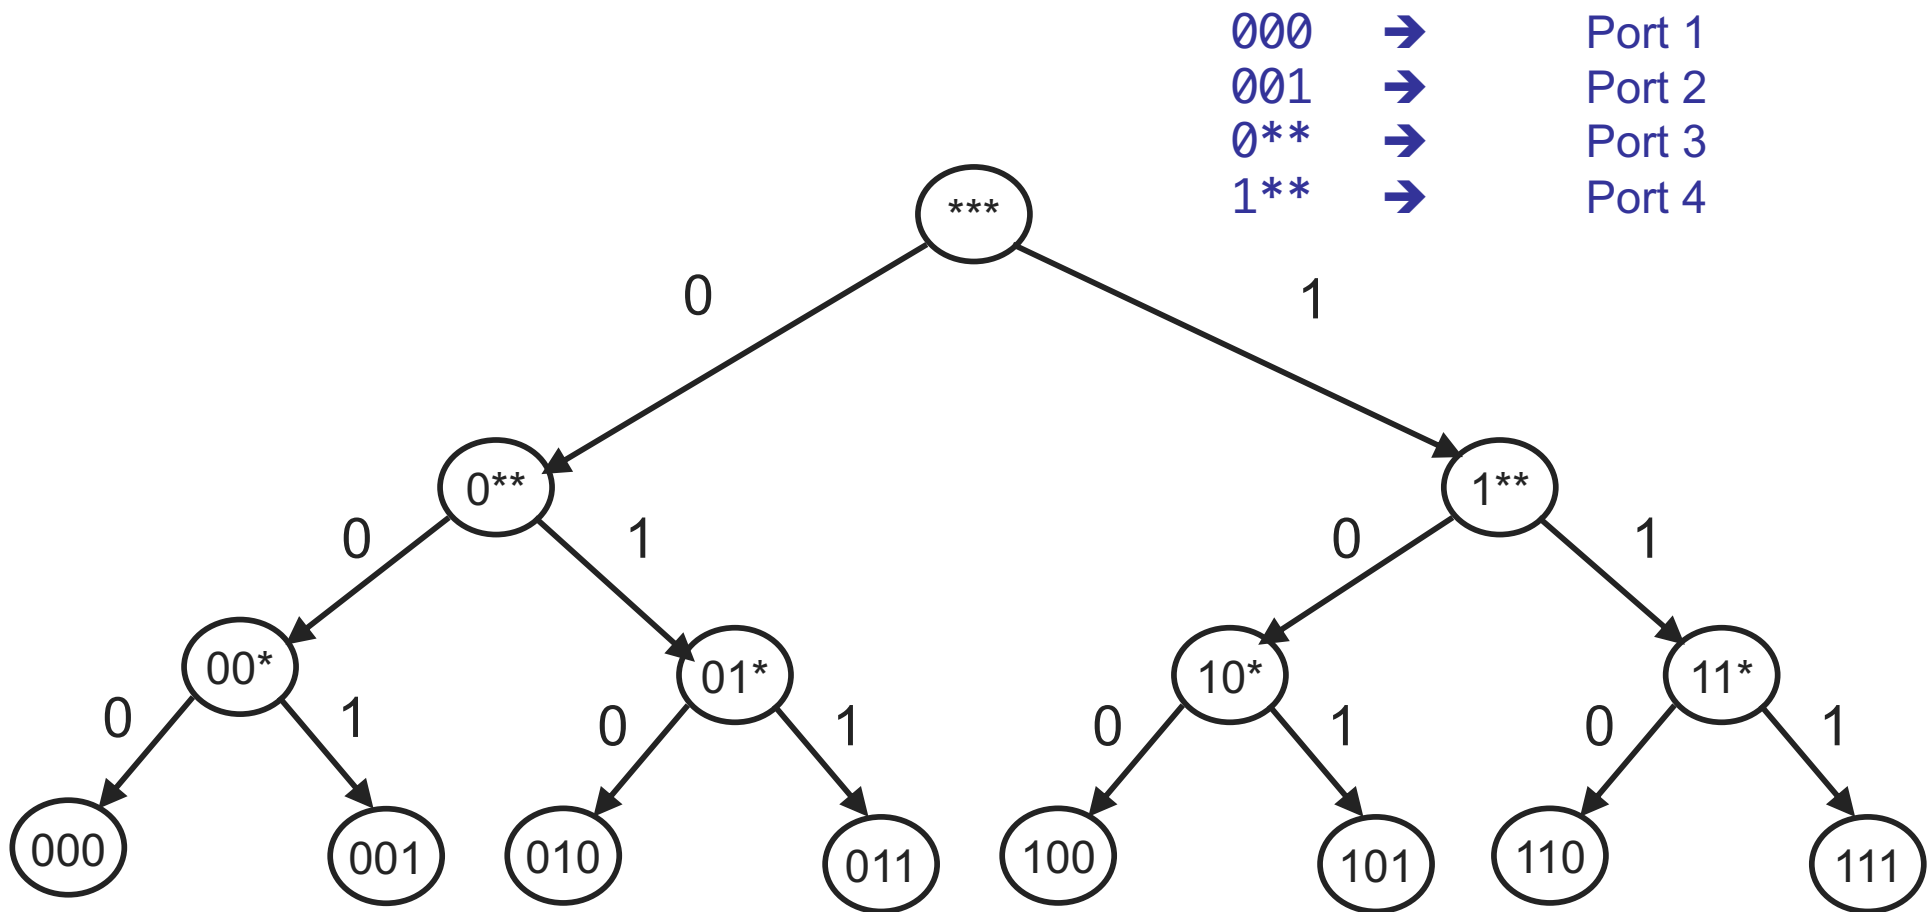 000 ➔ Port 1
001 ➔ Port 2
0** ➔ Port 3
1** ➔ Port 4
***
0 1
0** 1**
0 1 0 1
00* 01* 10* 11*
0 1 0 1 0 1 0 1
000 001 010 011 100 101 110 111